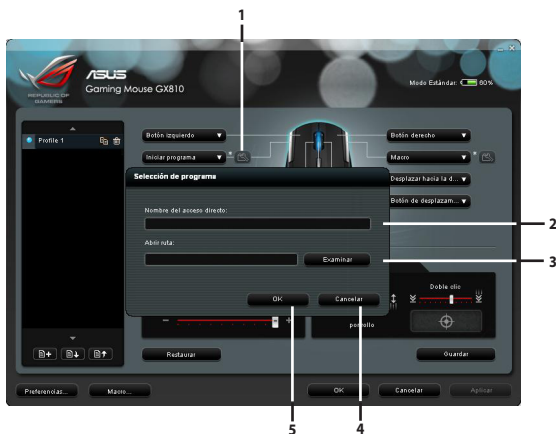 1
ASUS
Gaming Mouse GX810
REPUBLIC OF
GAMERS
Modo Estándar:
60%
Profile 1
Botón izquierdo
Botón derecho
Iniciar programa
*
Macro
*
Desplazar hacia la d...
Botón de desplazam...
Selección de programa
Nombre del acceso directo:
2
Abrir ruta:
Examinar
3
OK
Cancelar
Doble clic
- +
Restaurar
Guardar
Preferencias...
Macro...
OK
Cancelar
Aplicar
5
4